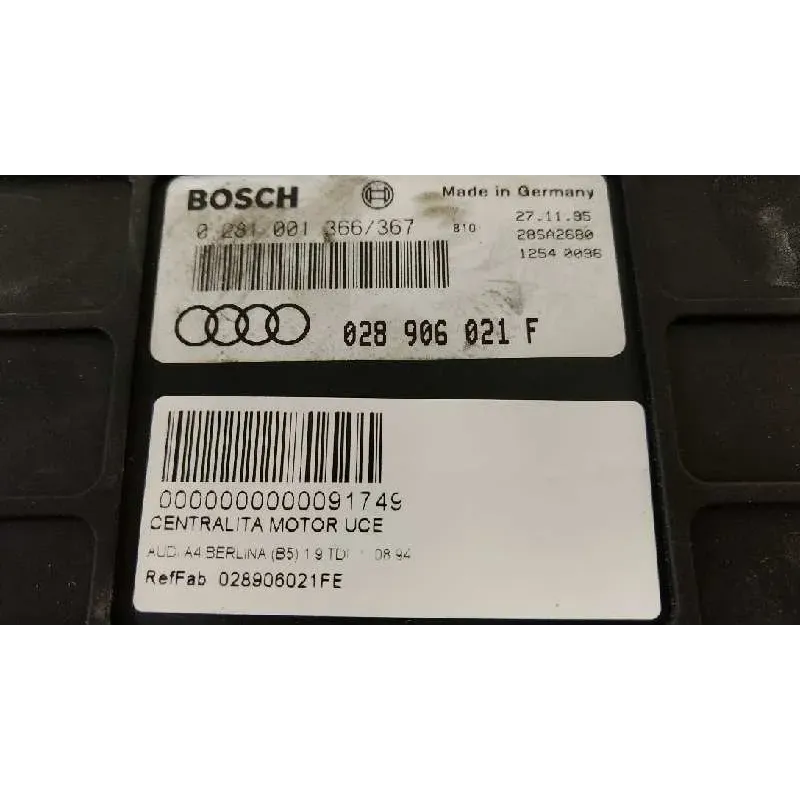 BOSCH Made in Germany
0 281 001 366/367 B10 27.11.95
28SA2680
1254 0036
028 906 021 F
0000000000091749
CENTRALITA MOTOR UCE
AUDI A4 BERLINA (B5) 1.9 TDI 08.94
RefFab 028906021FE